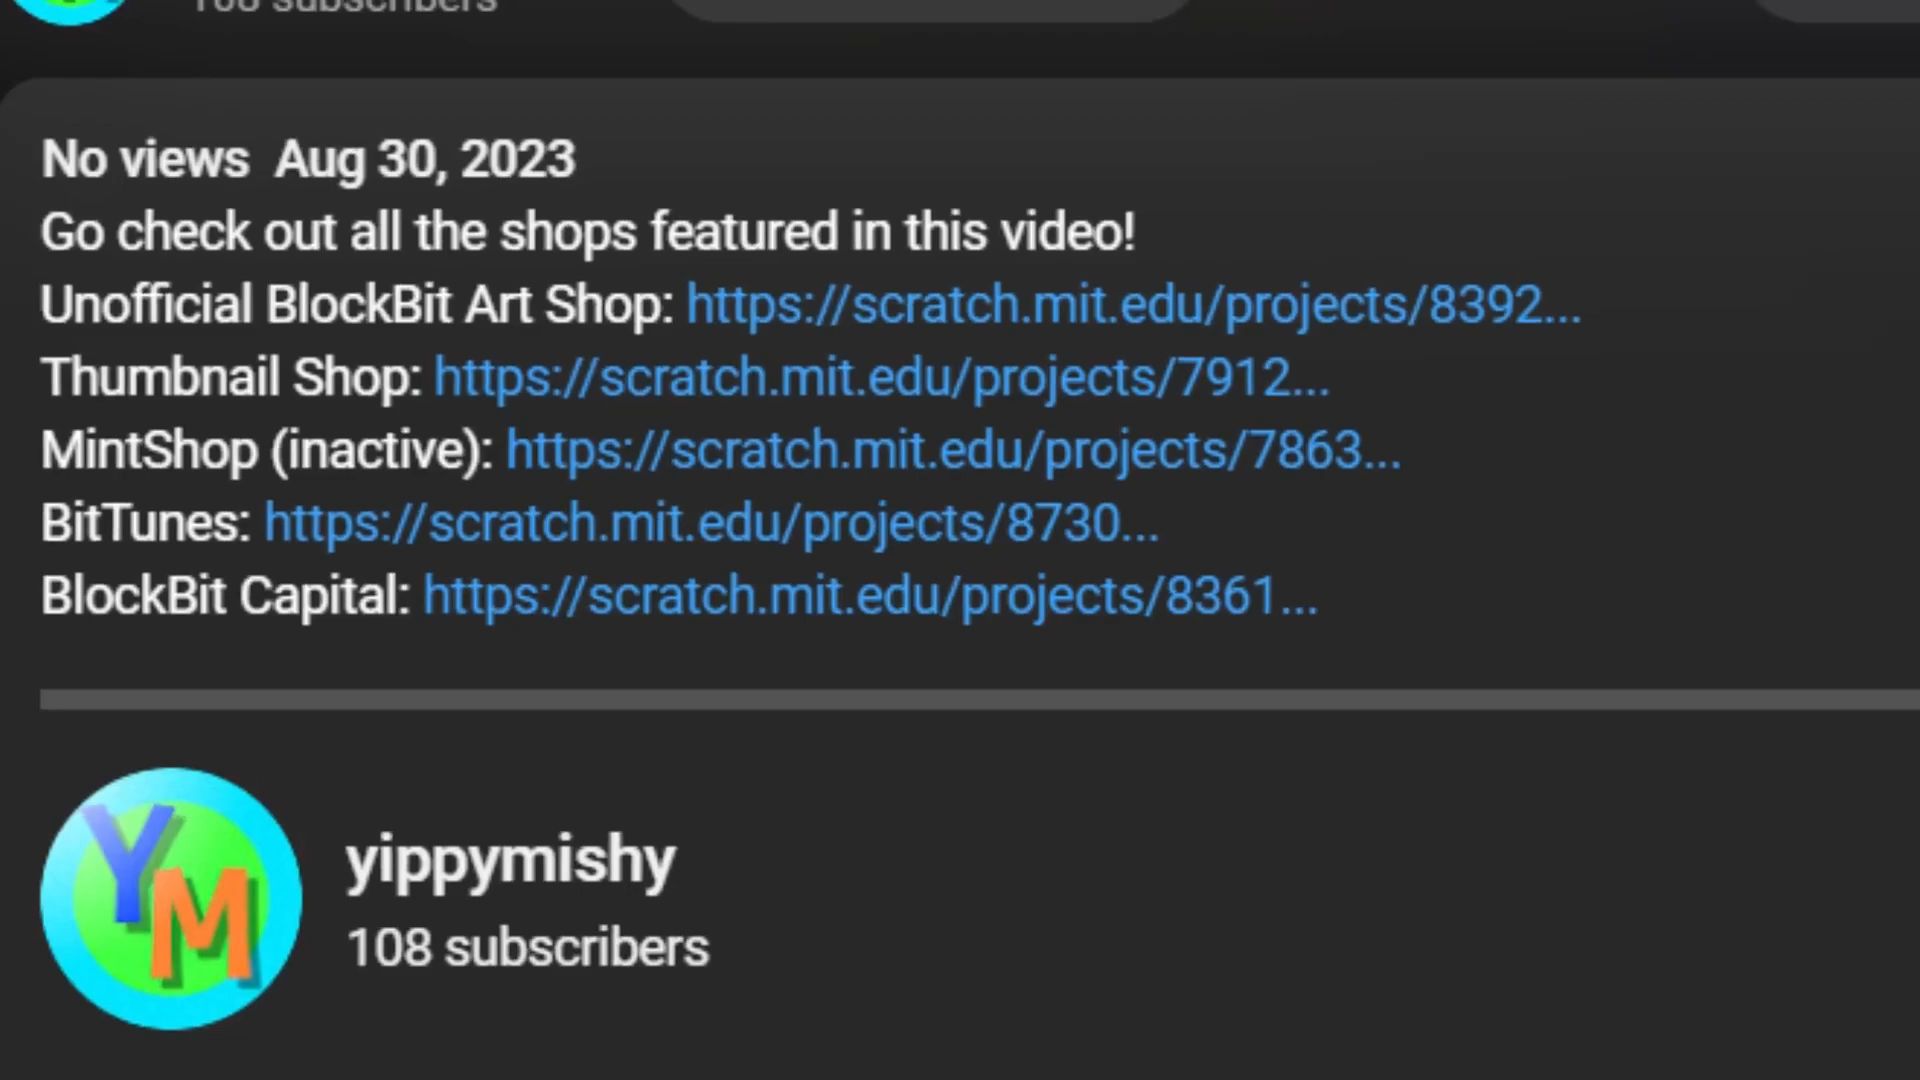 108 subscribers
No views Aug 30, 2023
Go check out all the shops featured in this video!
Unofficial BlockBit Art Shop: https://scratch.mit.edu/projects/8392...
Thumbnail Shop: https://scratch.mit.edu/projects/7912...
MintShop (inactive): https://scratch.mit.edu/projects/7863...
BitTunes: https://scratch.mit.edu/projects/8730...
BlockBit Capital: https://scratch.mit.edu/projects/8361...
YM
yippymishy
108 subscribers